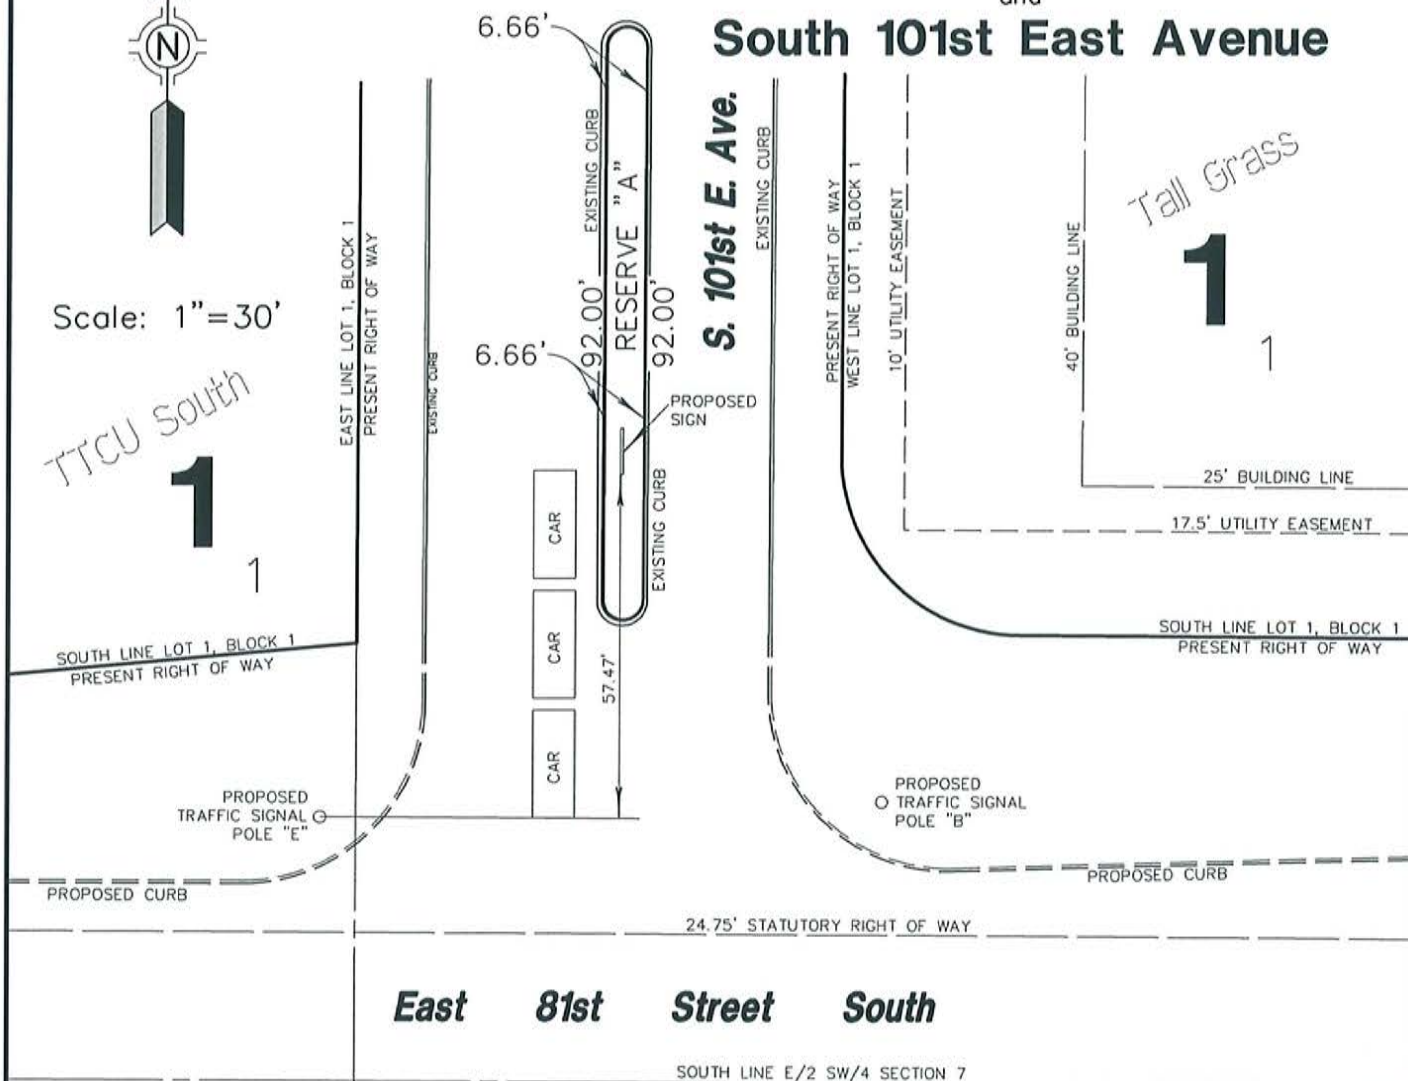 and
South 101st East Avenue
N
6.66'
EXISTING CURB
RESERVE "A"
S. 101st E. Ave.
EXISTING CURB
PRESENT RIGHT OF WAY
WEST LINE LOT 1, BLOCK 1
10' UTILITY EASEMENT
40' BUILDING LINE
Tall Grass
1
1
Scale: 1"=30'
EAST LINE LOT 1, BLOCK 1
PRESENT RIGHT OF WAY
EXISTING CURB
92.00'
92.00'
6.66'
PROPOSED
SIGN
TTCU South
1
1
CAR
EXISTING CURB
25' BUILDING LINE
17.5' UTILITY EASEMENT
CAR
57.47'
SOUTH LINE LOT 1, BLOCK 1
PRESENT RIGHT OF WAY
SOUTH LINE LOT 1, BLOCK 1
PRESENT RIGHT OF WAY
CAR
PROPOSED
TRAFFIC SIGNAL
POLE "E"
PROPOSED
TRAFFIC SIGNAL
POLE "B"
PROPOSED CURB
PROPOSED CURB
24.75' STATUTORY RIGHT OF WAY
East 81st Street South
SOUTH LINE E/2 SW/4 SECTION 7